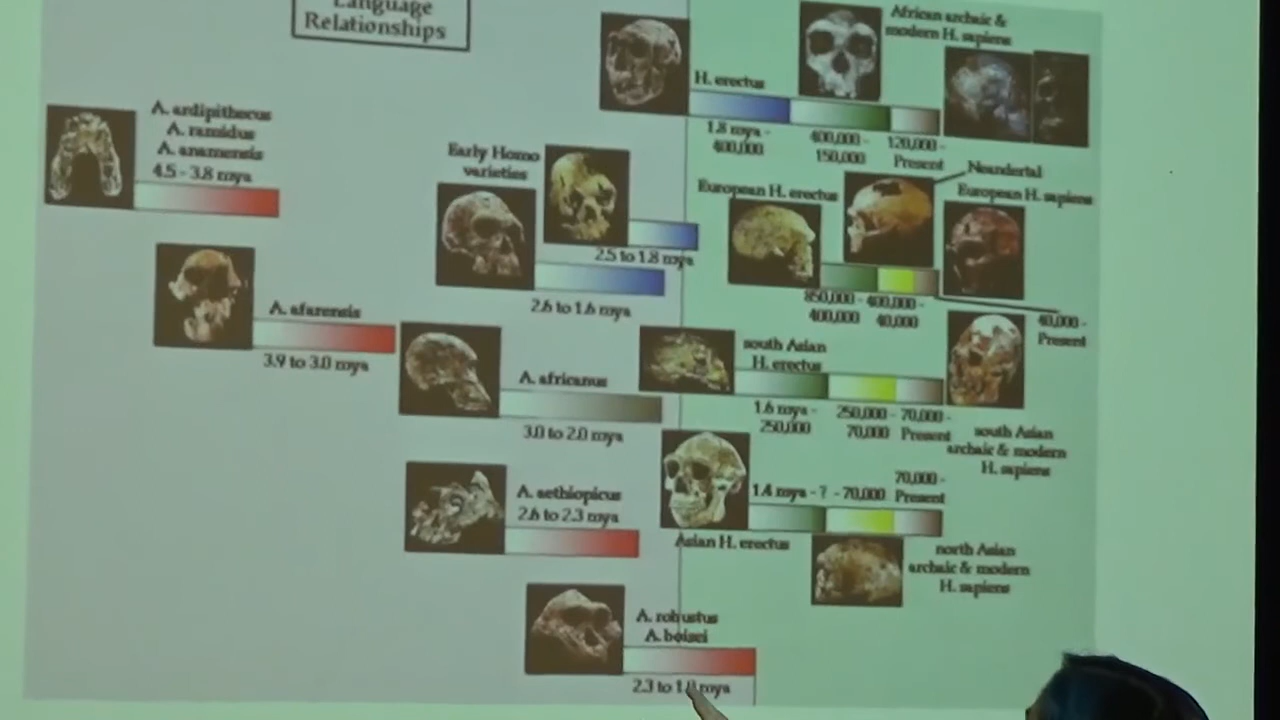 Language
Relationships
A. ardipithecus
A. ramidus
A. anamensis
4.5 - 3.8 mya
A. afarensis
3.9 to 3.0 mya
Early Homo
varieties
2.5 to 1.8 mya
2.6 to 1.6 mya
A. africanus
3.0 to 2.0 mya
A. aethiopicus
2.6 to 2.3 mya
A. robustus
A. boisei
2.3 to 1.0 mya
H. erectus
1.8 mya -
400,000
400,000 -
150,000
120,000 -
Present
African archaic &
modern H. sapiens
European H. erectus
Neandertal
European H. sapiens
850,000 -
400,000
400,000 -
40,000
40,000 -
Present
south Asian
H. erectus
1.6 mya -
250,000
250,000 -
70,000
70,000 -
Present
south Asian
archaic & modern
H. sapiens
1.4 mya - ? - 70,000
70,000 -
Present
Asian H. erectus
north Asian
archaic & modern
H. sapiens